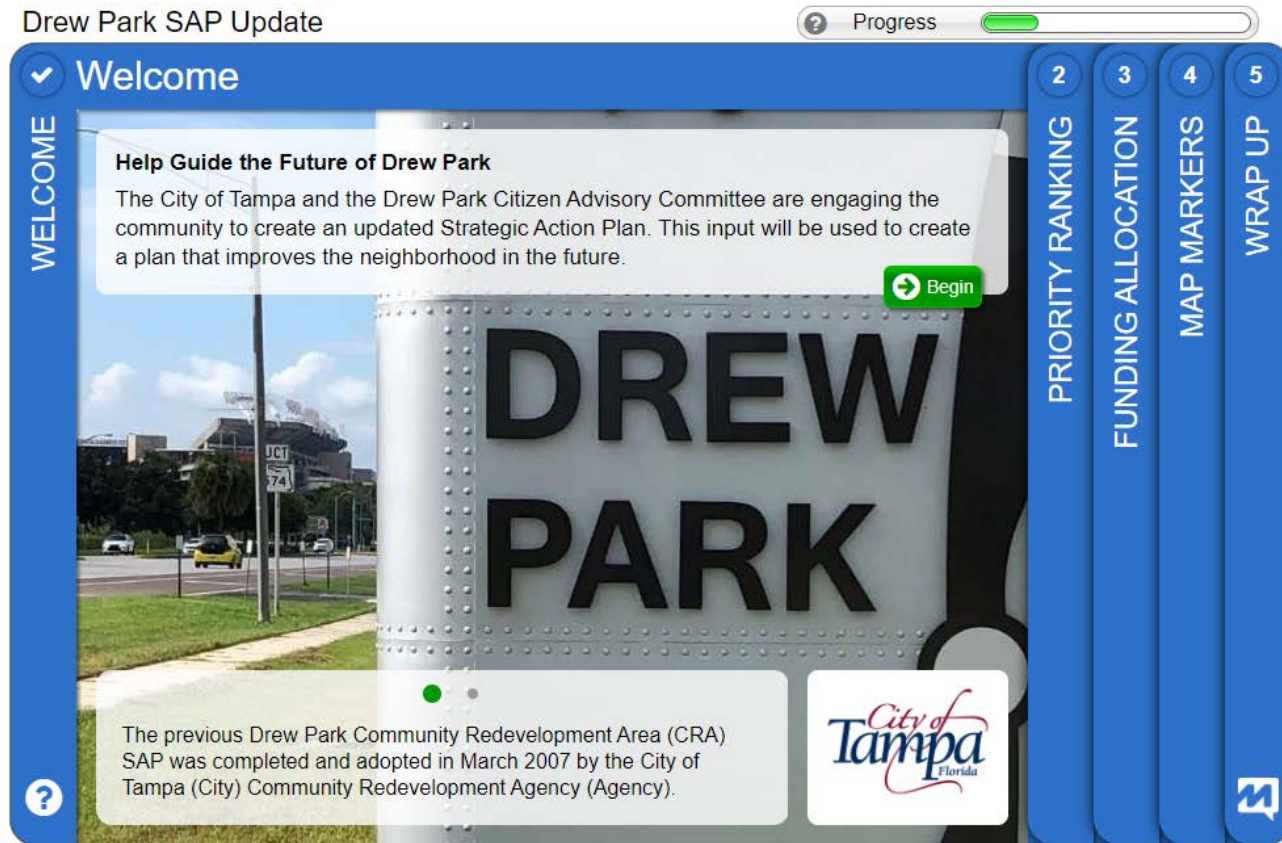 Drew Park SAP Update
? Progress
Welcome
WELCOME
Help Guide the Future of Drew Park
The City of Tampa and the Drew Park Citizen Advisory Committee are engaging the
community to create an updated Strategic Action Plan. This input will be used to create
a plan that improves the neighborhood in the future.
Begin
JCT
574
DREW
PARK
The previous Drew Park Community Redevelopment Area (CRA)
SAP was completed and adopted in March 2007 by the City of
Tampa (City) Community Redevelopment Agency (Agency).
City of
Tampa
Florida
?
2
PRIORITY RANKING
3
FUNDING ALLOCATION
4
MAP MARKERS
5
WRAP UP